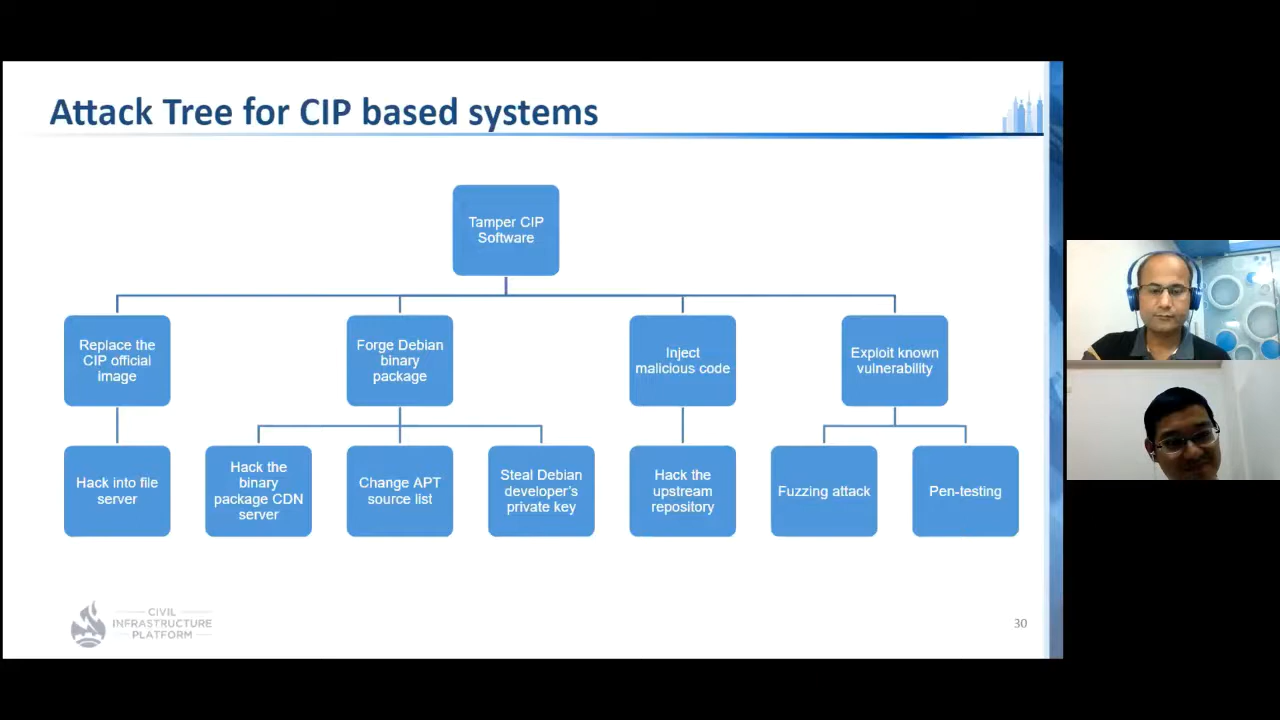 Attack Tree for CIP based systems
Tamper CIP
Software
Replace the
CIP official
image
Forge Debian
binary
package
Inject
malicious code
Exploit known
vulnerability
Hack into file
server
Hack the
binary
package CDN
server
Change APT
source list
Steal Debian
developer's
private key
Hack the
upstream
repository
Fuzzing attack
Pen-testing
CIVIL
INFRASTRUCTURE
PLATFORM
30